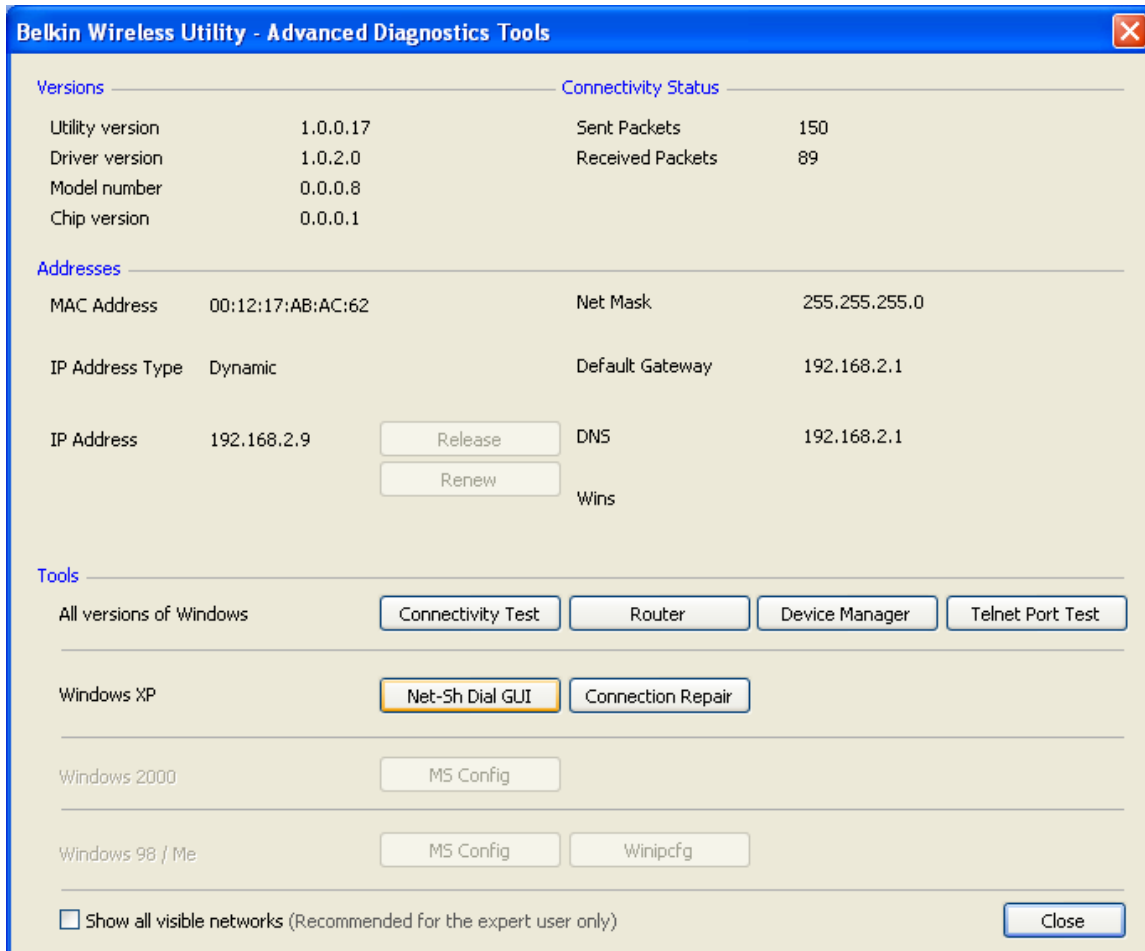 Belkin Wireless Utility - Advanced Diagnostics Tools
Versions
Utility version 1.0.0.17
Driver version 1.0.2.0
Model number 0.0.0.8
Chip version 0.0.0.1
Connectivity Status
Sent Packets 150
Received Packets 89
Addresses
MAC Address 00:12:17:AB:AC:62
IP Address Type Dynamic
IP Address 192.168.2.9 Release
Renew
Net Mask 255.255.255.0
Default Gateway 192.168.2.1
DNS 192.168.2.1
Wins
Tools
All versions of Windows Connectivity Test Router Device Manager Telnet Port Test
Windows XP Net-Sh Dial GUI Connection Repair
Windows 2000 MS Config
Windows 98 / Me MS Config Winipcfg
Show all visible networks (Recommended for the expert user only) Close